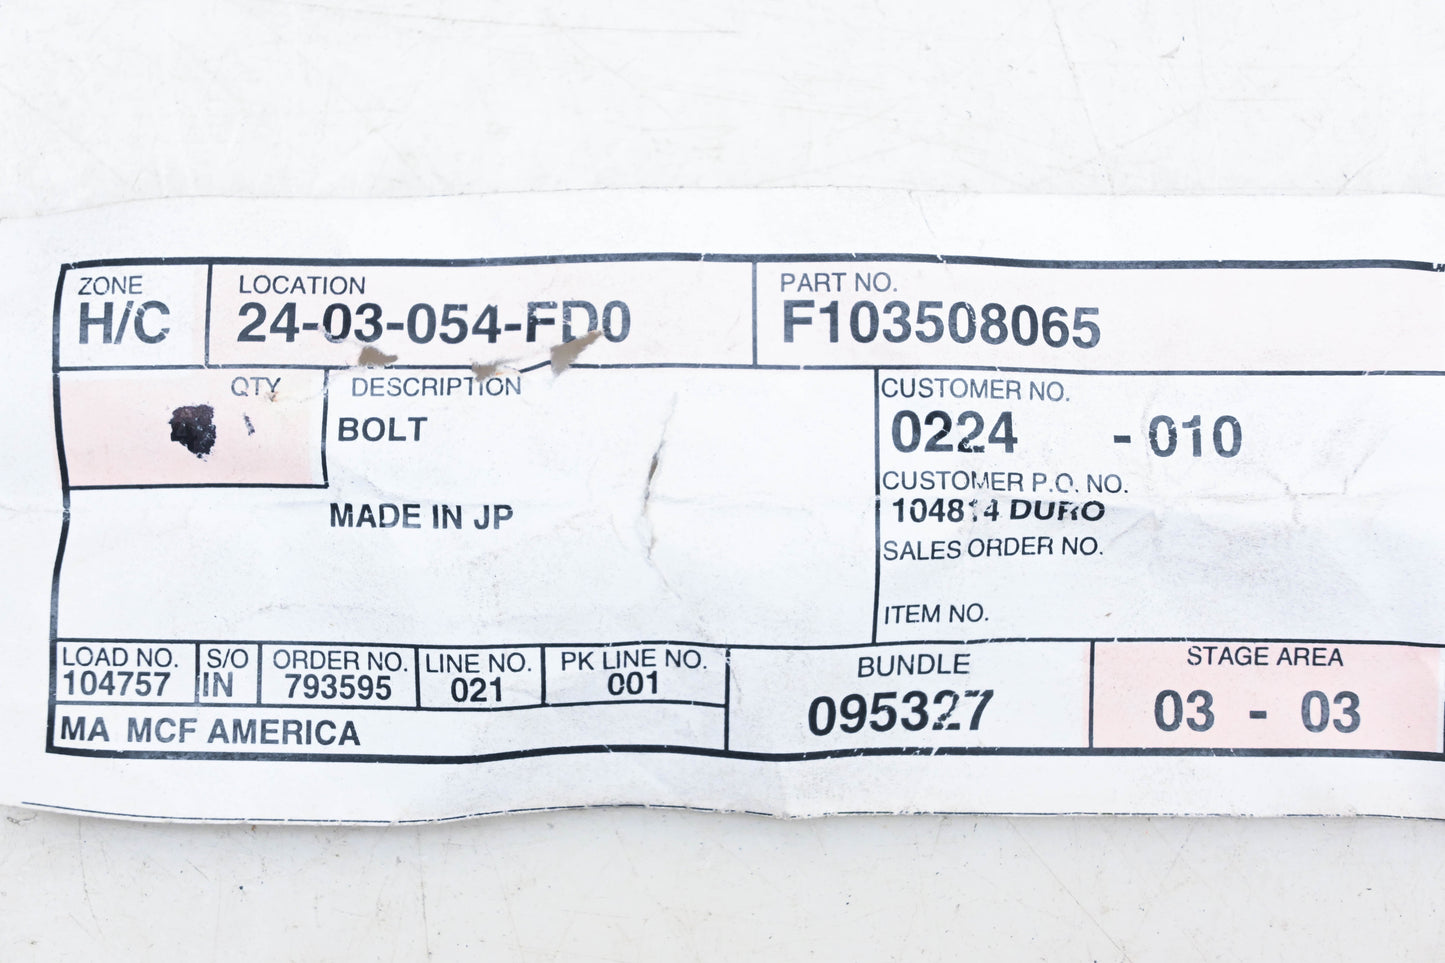 ZONE LOCATION PART NO.
H/C 24-03-054-FD0 F103508065
QTY DESCRIPTION CUSTOMER NO.
BOLT 0224 - 010
CUSTOMER P.O. NO.
MADE IN JP 104814 DURO
SALES ORDER NO.
ITEM NO.
LOAD NO. S/O ORDER NO. LINE NO. PK LINE NO. BUNDLE STAGE AREA
104757 IN 793595 021 001 095327 03 - 03
MA MCF AMERICA